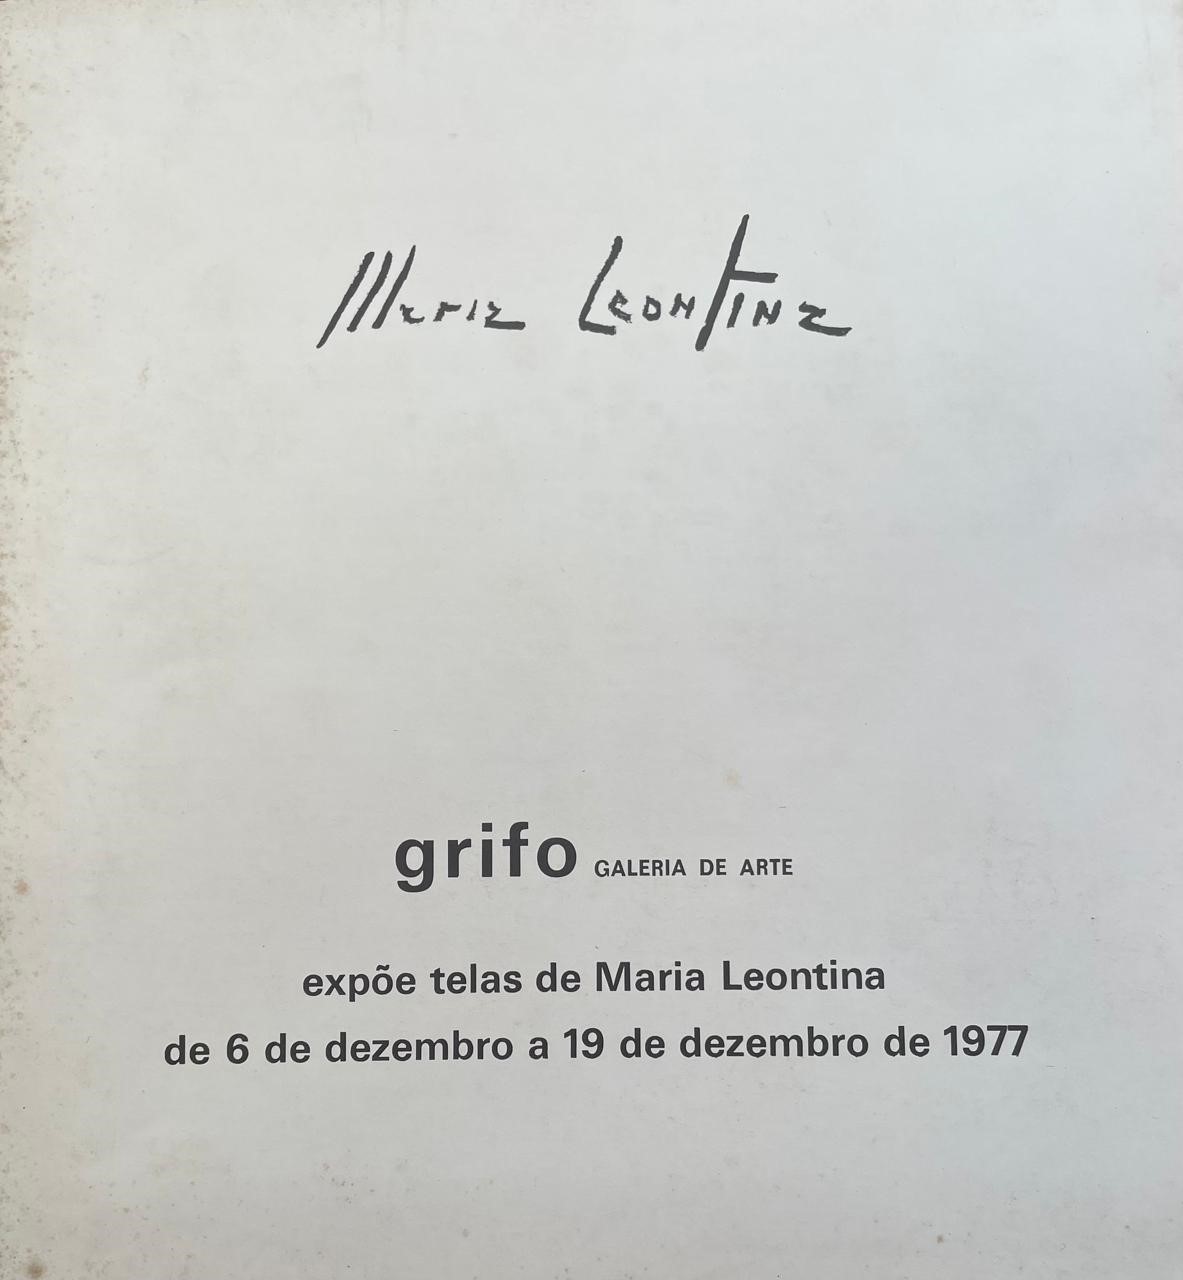 Maria Leontina
grifo GALERIA DE ARTE
expõe telas de Maria Leontina
de 6 de dezembro a 19 de dezembro de 1977